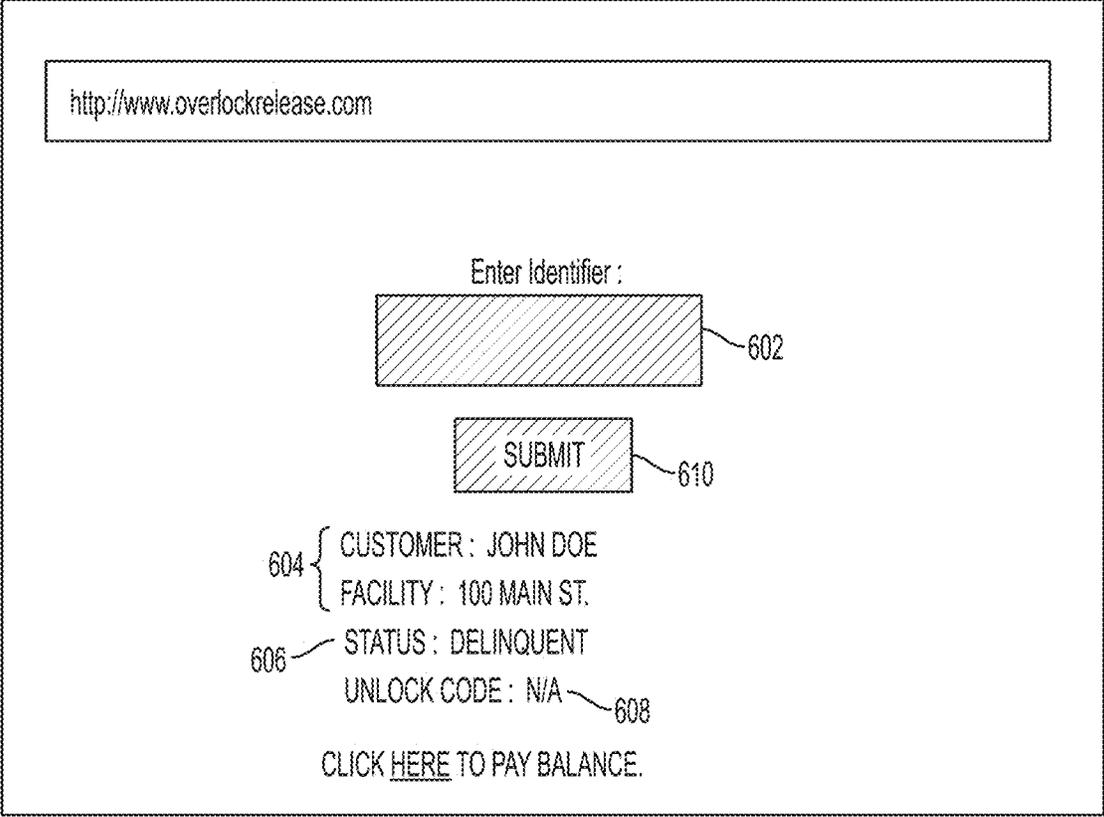 http://www.overlockrelease.com
Enter Identifier :
602
SUBMIT
610
604
CUSTOMER : JOHN DOE
FACILITY : 100 MAIN ST.
606
STATUS : DELINQUENT
UNLOCK CODE : N/A
608
CLICK HERE TO PAY BALANCE.